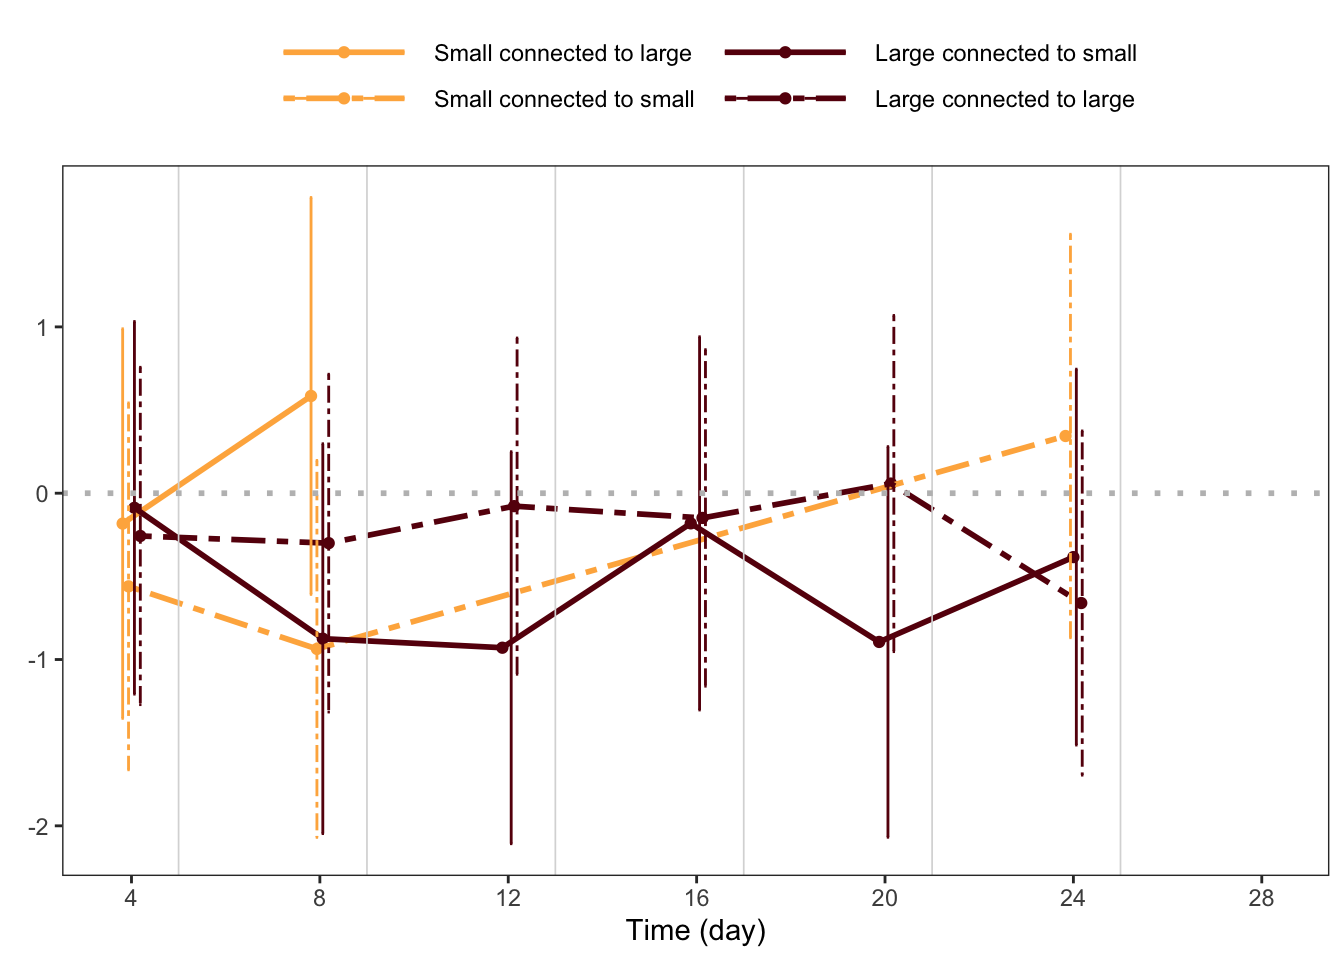 Small connected to large
Large connected to small
Small connected to small
Large connected to large
1
0
-1
-2
4
8
12
16
20
24
28
Time (day)